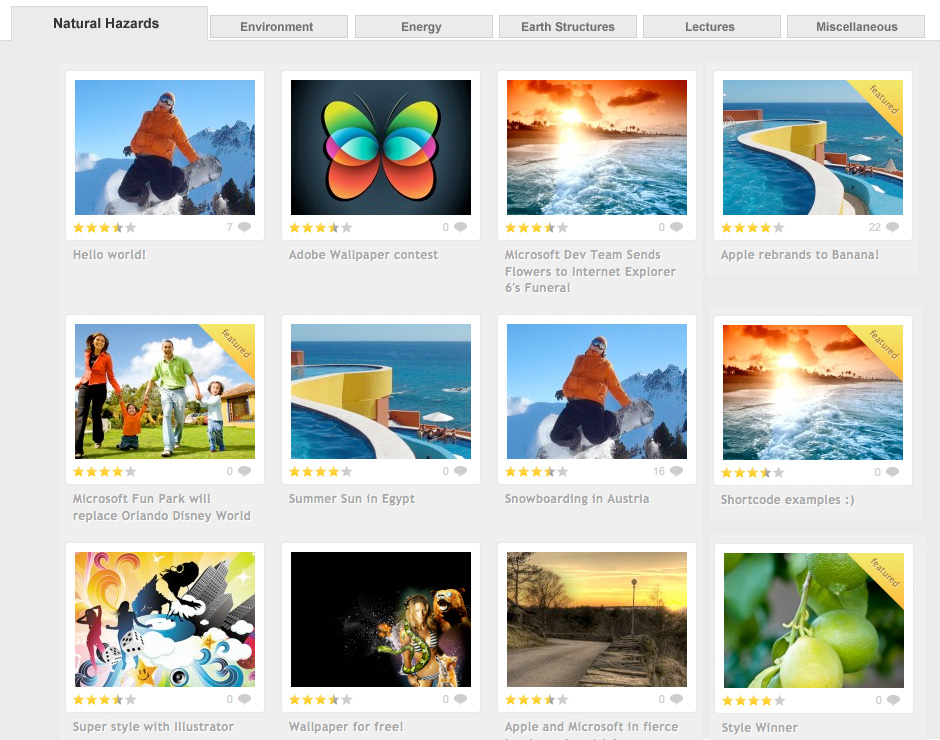 Natural Hazards
Environment
Energy
Earth Structures
Lectures
Miscellaneous
featured
7
0
0
22
Hello world!
Adobe Wallpaper contest
Microsoft Dev Team Sends
Flowers to Internet Explorer
6's Funeral
Apple rebrands to Banana!
featured
featured
0
0
16
0
Microsoft Fun Park will
replace Orlando Disney World
Summer Sun in Egypt
Snowboarding in Austria
Shortcode examples :)
featured
0
0
0
0
Super style with Illustrator
Wallpaper for free!
Apple and Microsoft in fierce
Style Winner